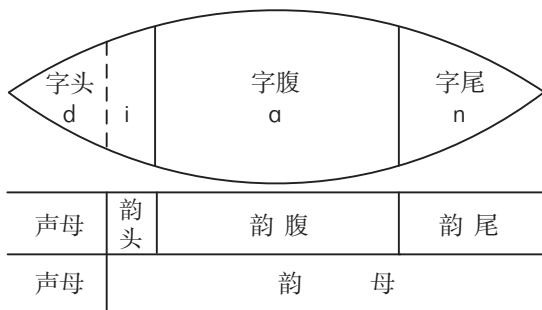 字头 字腹 字尾
d i ɑ n
声母 韵头 韵腹 韵尾
声母 韵母